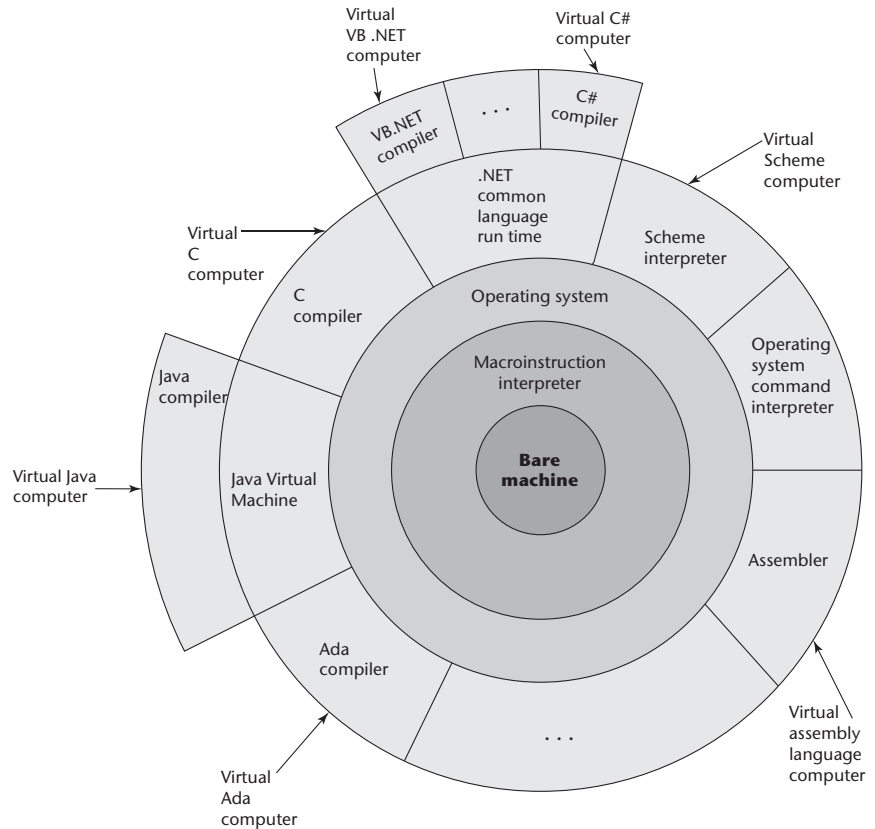 Virtual
VB .NET
computer
Virtual C#
computer
VB.NET
compiler
. . .
C#
compiler
Virtual
Scheme
computer
.NET
common
language
run time
Scheme
interpreter
Virtual
C
computer
C
compiler
Operating system
Operating
system
command
interpreter
Macroinstruction
interpreter
Java
compiler
Bare
machine
Virtual Java
computer
Java Virtual
Machine
Assembler
Ada
compiler
. . .
Virtual
assembly
language
computer
Virtual
Ada
computer